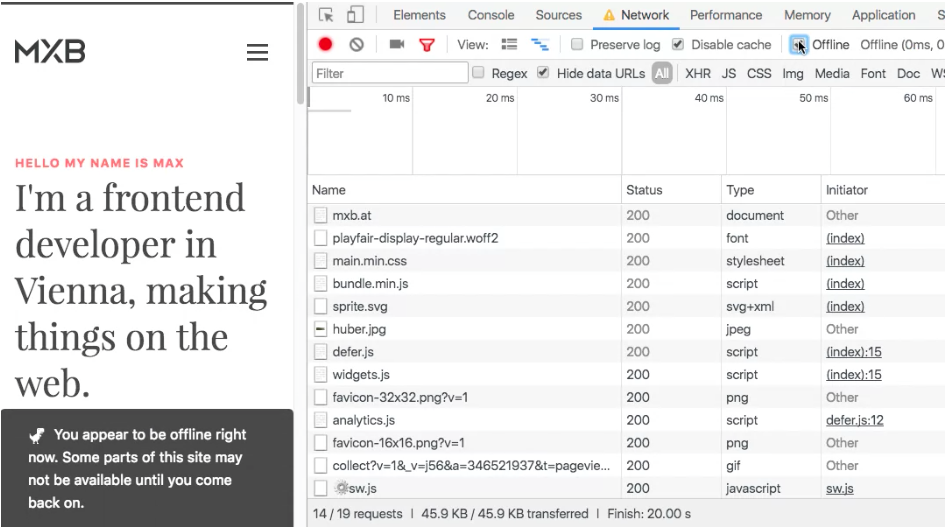 MXB
HELLO MY NAME IS MAX
I'm a frontend
developer in
Vienna, making
things on the
web.
You appear to be offline right
now. Some parts of this site may
not be available until you come
back on.
Elements Console Sources Network Performance Memory Application S
View: Preserve log Disable cache Offline Offline (0ms, 0
Filter Regex Hide data URLs All XHR JS CSS Img Media Font Doc WS
10 ms 20 ms 30 ms 40 ms 50 ms 60 ms
Name Status Type Initiator
mxb.at 200 document Other
playfair-display-regular.woff2 200 font (index)
main.min.css 200 stylesheet (index)
bundle.min.js 200 script (index)
sprite.svg 200 svg+xml (index)
huber.jpg 200 jpeg Other
defer.js 200 script (index):15
widgets.js 200 script (index):15
favicon-32x32.png?v=1 200 png Other
analytics.js 200 script defer.js:12
favicon-16x16.png?v=1 200 png Other
collect?v=1&_v=j56&a=346521937&t=pagevie... 200 gif Other
sw.js 200 javascript sw.js
14 / 19 requests | 45.9 KB / 45.9 KB transferred | Finish: 20.00 s